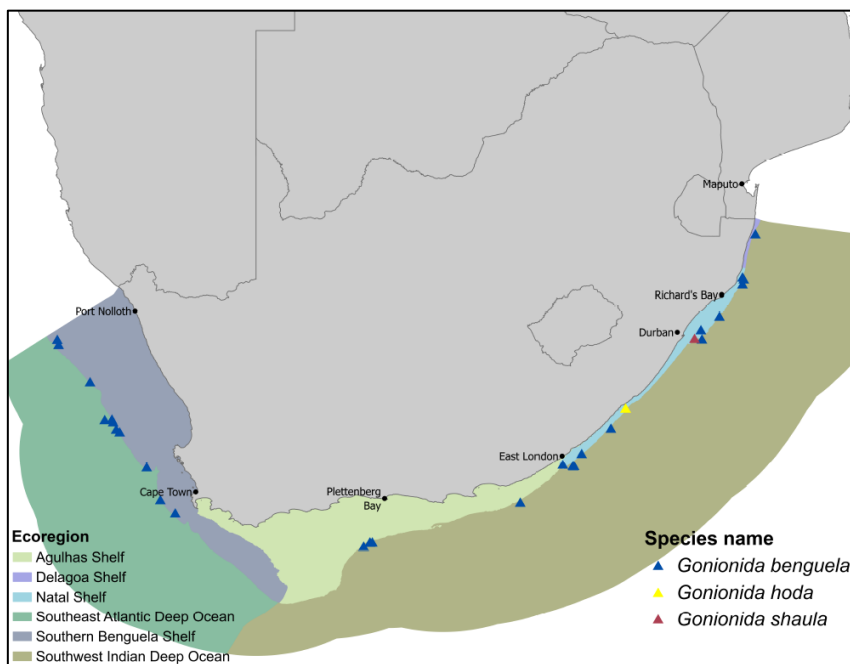 Maputo
Richard's Bay
Port Nolloth
Durban
East London
Cape Town
Plettenberg
Bay
Ecoregion
Agulhas Shelf
Delagoa Shelf
Natal Shelf
Southeast Atlantic Deep Ocean
Southern Benguela Shelf
Southwest Indian Deep Ocean
Species name
Gonionida benguela
Gonionida hoda
Gonionida shaula